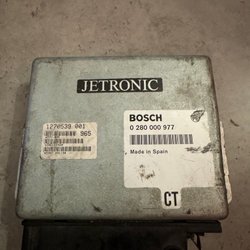 JETRONIC
1270539 001
965
BOSCH
0 280 000 977
Made in Spain
CT